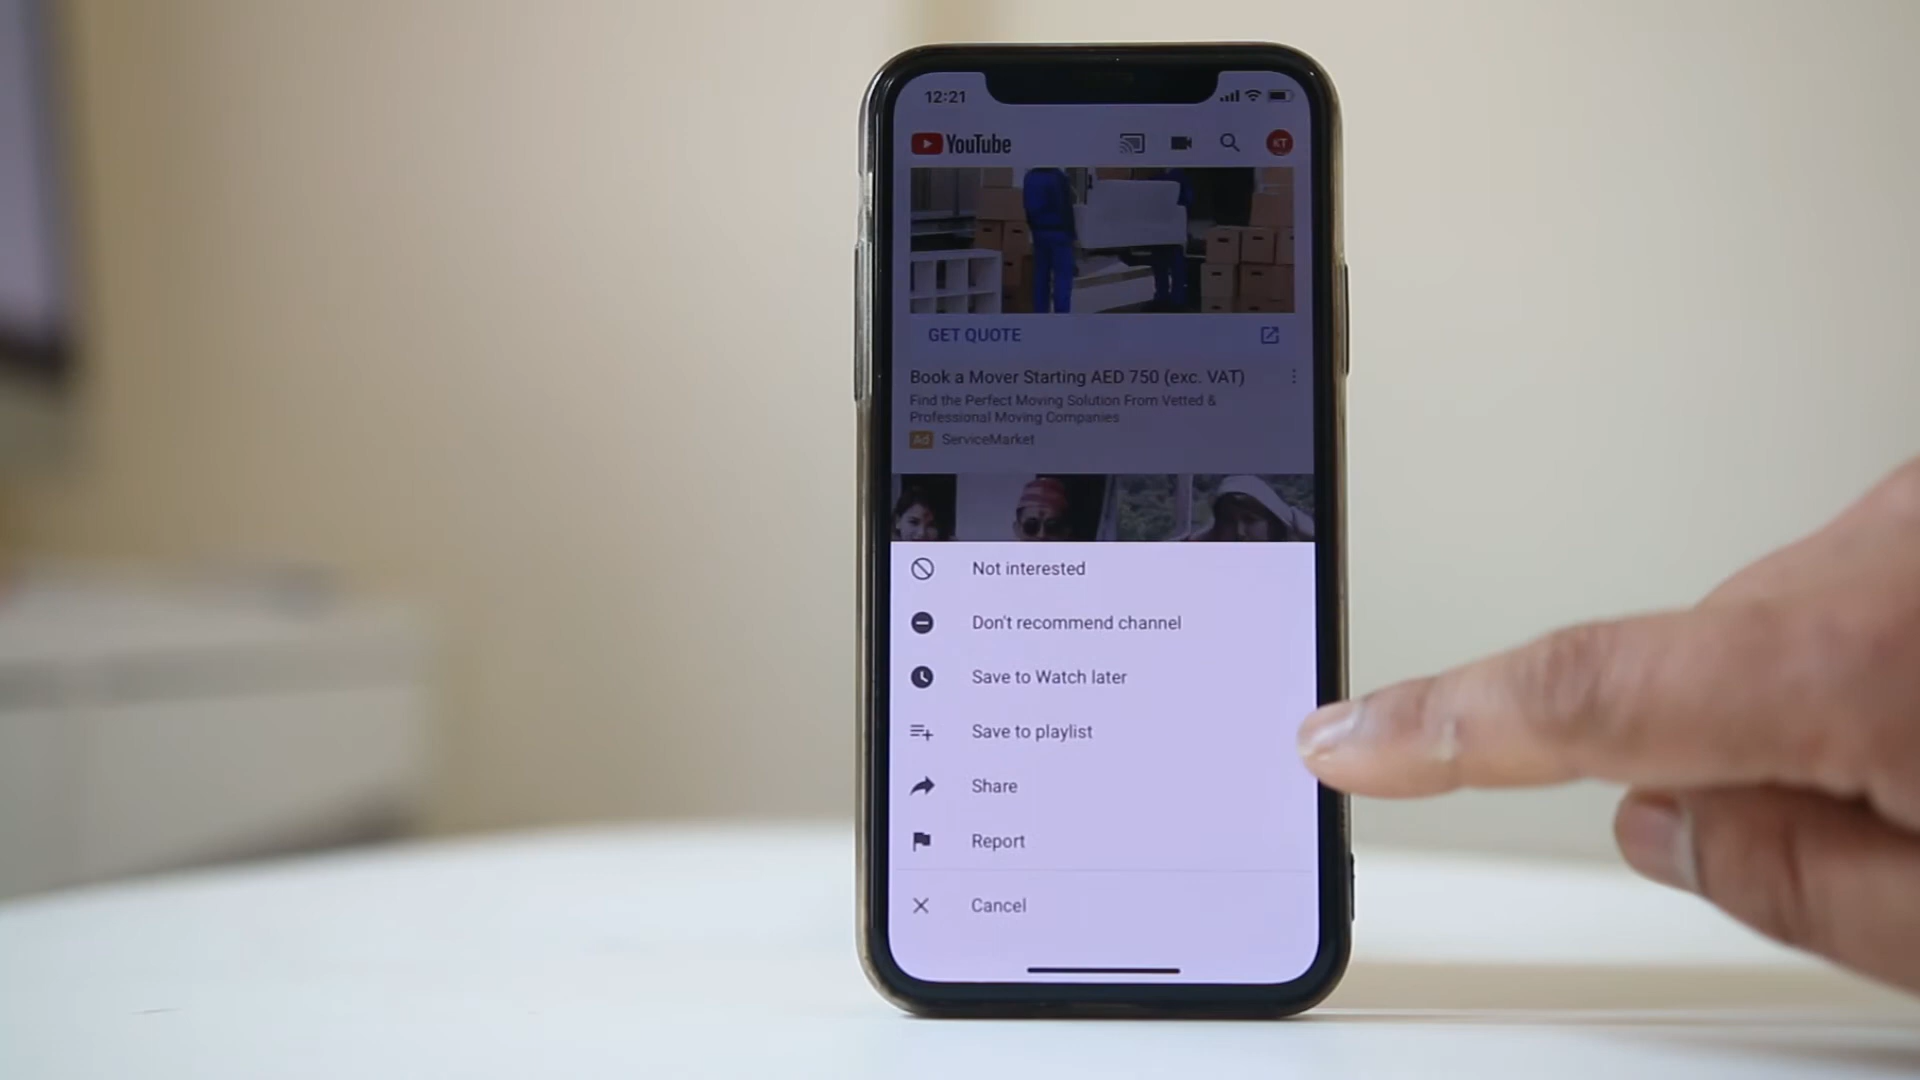 12:21
YouTube
KT
GET QUOTE
Book a Mover Starting AED 750 (exc. VAT)
Find the Perfect Moving Solution From Vetted &
Professional Moving Companies
Ad ServiceMarket
Not interested
Don't recommend channel
Save to Watch later
Save to playlist
Share
Report
Cancel